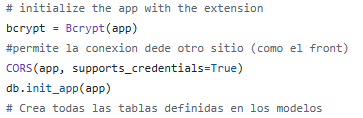 # initialize the app with the extension
bcrypt = Bcrypt(app)
#permite la conexion dede otro sitio (como el front)
CORS(app, supports_credentials=True)
db.init_app(app)
# Crea todas las tablas definidas en los modelos